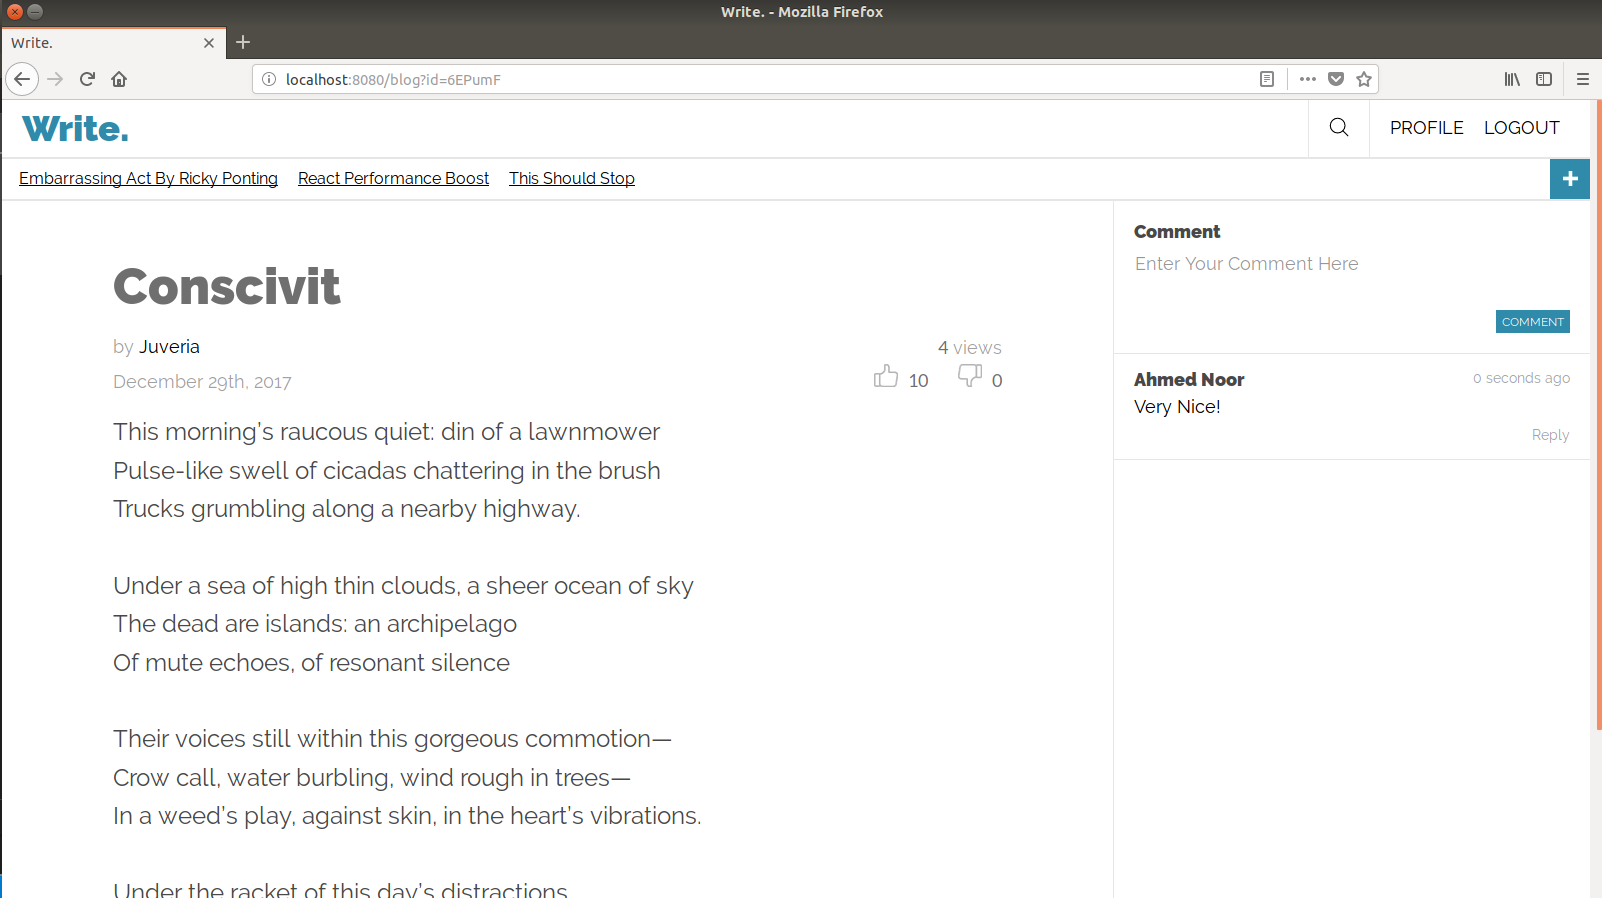 Write. - Mozilla Firefox
Write.
localhost:8080/blog?id=6EPumF
Write.
PROFILE LOGOUT
Embarrassing Act By Ricky Ponting React Performance Boost This Should Stop
Conscivit
by Juveria
4 views
December 29th, 2017
10 0
This morning’s raucous quiet: din of a lawnmower
Pulse-like swell of cicadas chattering in the brush
Trucks grumbling along a nearby highway.
Under a sea of high thin clouds, a sheer ocean of sky
The dead are islands: an archipelago
Of mute echoes, of resonant silence
Their voices still within this gorgeous commotion—
Crow call, water burbling, wind rough in trees—
In a weed’s play, against skin, in the heart’s vibrations.
Under the racket of this day’s distractions
Comment
Enter Your Comment Here
COMMENT
Ahmed Noor 0 seconds ago
Very Nice!
Reply